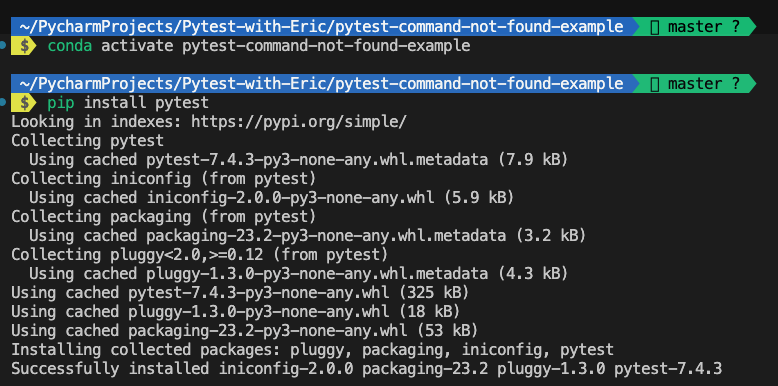 ~/PycharmProjects/Pytest-with-Eric/pytest-command-not-found-example master ?
$ conda activate pytest-command-not-found-example
~/PycharmProjects/Pytest-with-Eric/pytest-command-not-found-example master ?
$ pip install pytest
Looking in indexes: https://pypi.org/simple/
Collecting pytest
Using cached pytest-7.4.3-py3-none-any.whl.metadata (7.9 kB)
Collecting iniconfig (from pytest)
Using cached iniconfig-2.0.0-py3-none-any.whl (5.9 kB)
Collecting packaging (from pytest)
Using cached packaging-23.2-py3-none-any.whl.metadata (3.2 kB)
Collecting pluggy<2.0,>=0.12 (from pytest)
Using cached pluggy-1.3.0-py3-none-any.whl.metadata (4.3 kB)
Using cached pytest-7.4.3-py3-none-any.whl (325 kB)
Using cached pluggy-1.3.0-py3-none-any.whl (18 kB)
Using cached packaging-23.2-py3-none-any.whl (53 kB)
Installing collected packages: pluggy, packaging, iniconfig, pytest
Successfully installed iniconfig-2.0.0 packaging-23.2 pluggy-1.3.0 pytest-7.4.3